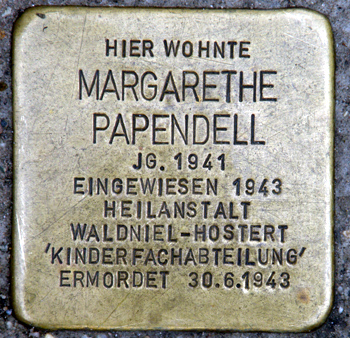 HIER WOHNTE
MARGARETHE
PAPENDELL
JG. 1941
EINGEWIESEN 1943
HEILANSTALT
WALDNIEL-HOSTERT
'KINDERFACHABTEILUNG'
ERMORDET 30.6.1943